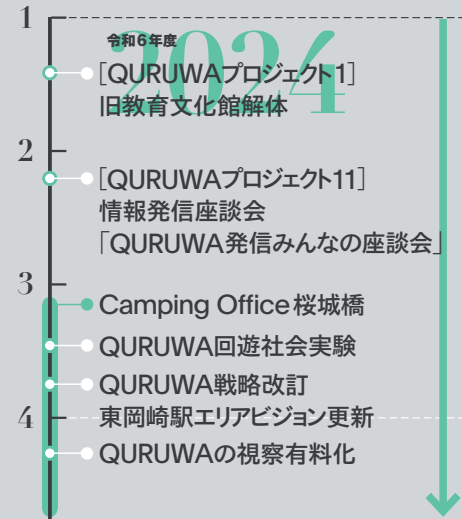 1
令和6年度
2024
[QURUWAプロジェクト1]
旧教育文化館解体
2
[QURUWAプロジェクト11]
情報発信座談会
「QURUWA発信みんなの座談会」
3
Camping Office 桜城橋
QURUWA回遊社会実験
QURUWA戦略改訂
4
東岡崎駅エリアビジョン更新
QURUWAの視察有料化